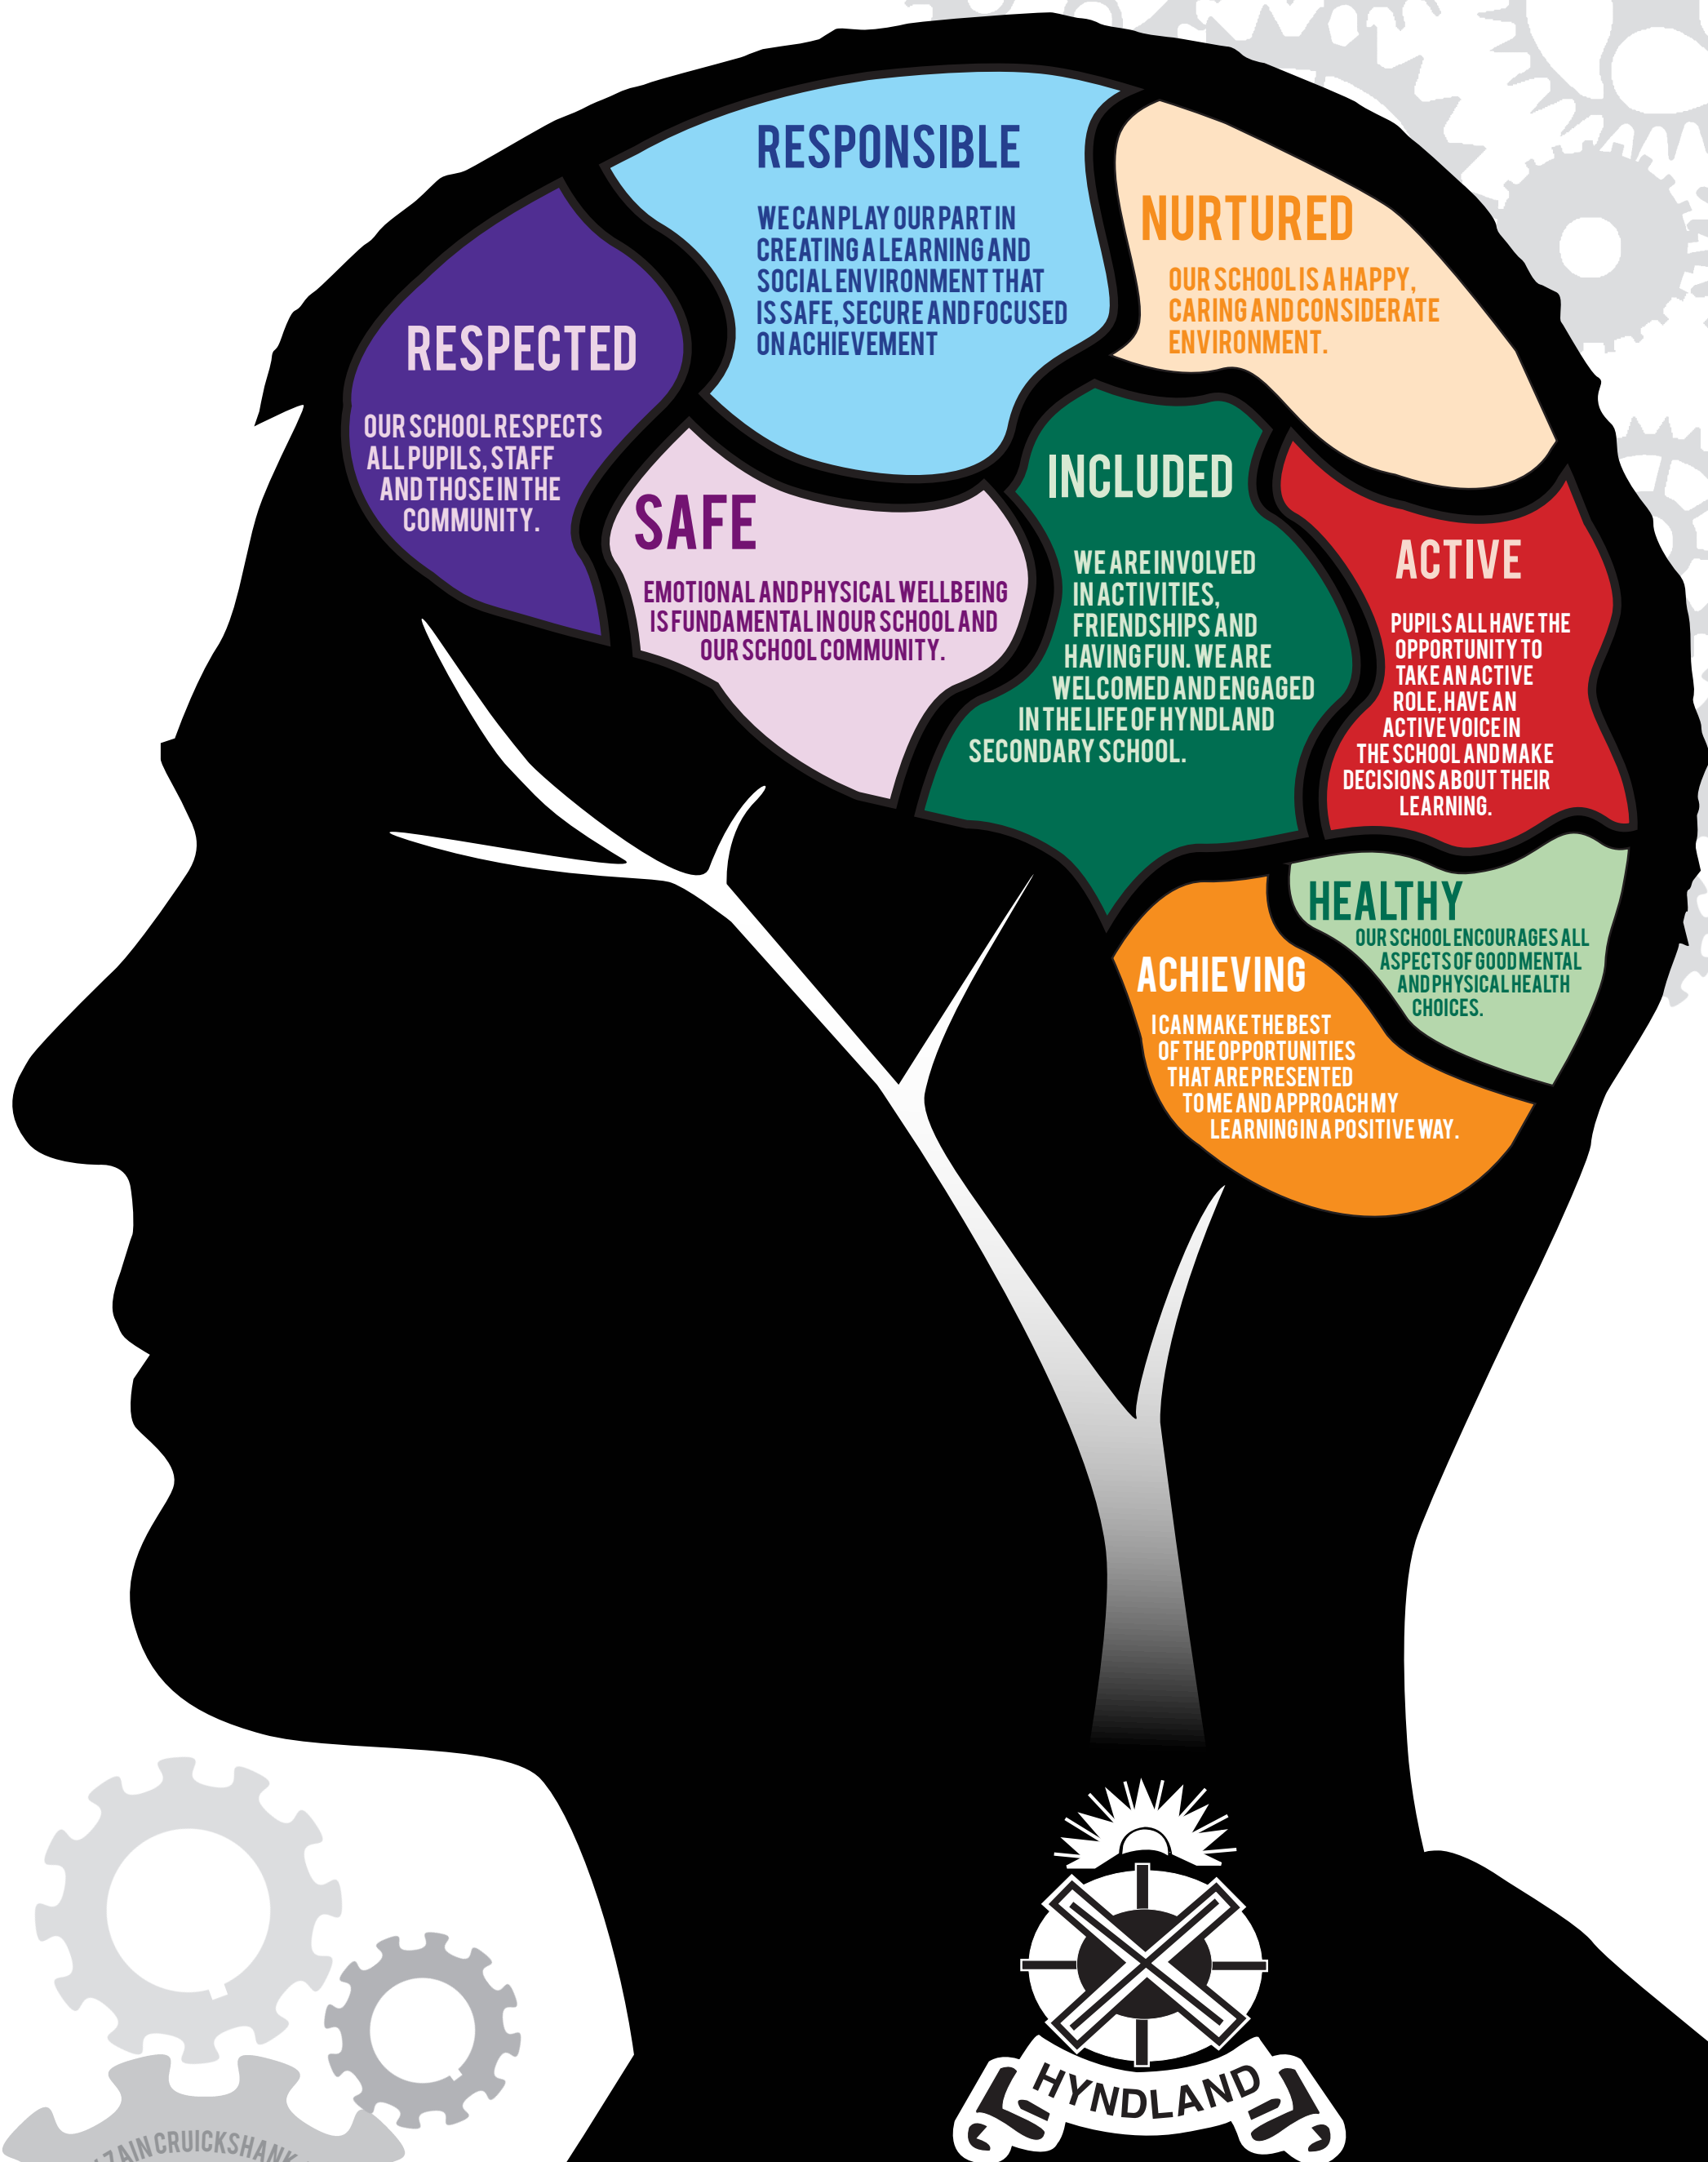 RESPONSIBLE
WE CAN PLAY OUR PART IN
CREATING A LEARNING AND
SOCIAL ENVIRONMENT THAT
IS SAFE, SECURE AND FOCUSED
ON ACHIEVEMENT
NURTURED
OUR SCHOOL IS A HAPPY,
CARING AND CONSIDERATE
ENVIRONMENT.
RESPECTED
OUR SCHOOL RESPECTS
ALL PUPILS, STAFF
AND THOSE IN THE
COMMUNITY.
SAFE
EMOTIONAL AND PHYSICAL WELLBEING
IS FUNDAMENTAL IN OUR SCHOOL AND
OUR SCHOOL COMMUNITY.
INCLUDED
WE ARE INVOLVED
IN ACTIVITIES,
FRIENDSHIPS AND
HAVING FUN. WE ARE
WELCOMED AND ENGAGED
IN THE LIFE OF HYNDLAND
SECONDARY SCHOOL.
ACTIVE
PUPILS ALL HAVE THE
OPPORTUNITY TO
TAKE AN ACTIVE
ROLE, HAVE AN
ACTIVE VOICE IN
THE SCHOOL AND MAKE
DECISIONS ABOUT THEIR
LEARNING.
HEALTHY
OUR SCHOOL ENCOURAGES ALL
ASPECTS OF GOOD MENTAL
AND PHYSICAL HEALTH
CHOICES.
ACHIEVING
I CAN MAKE THE BEST
OF THE OPPORTUNITIES
THAT ARE PRESENTED
TO ME AND APPROACH MY
LEARNING IN A POSITIVE WAY.
HYNDLAND
CRUICKSHANK